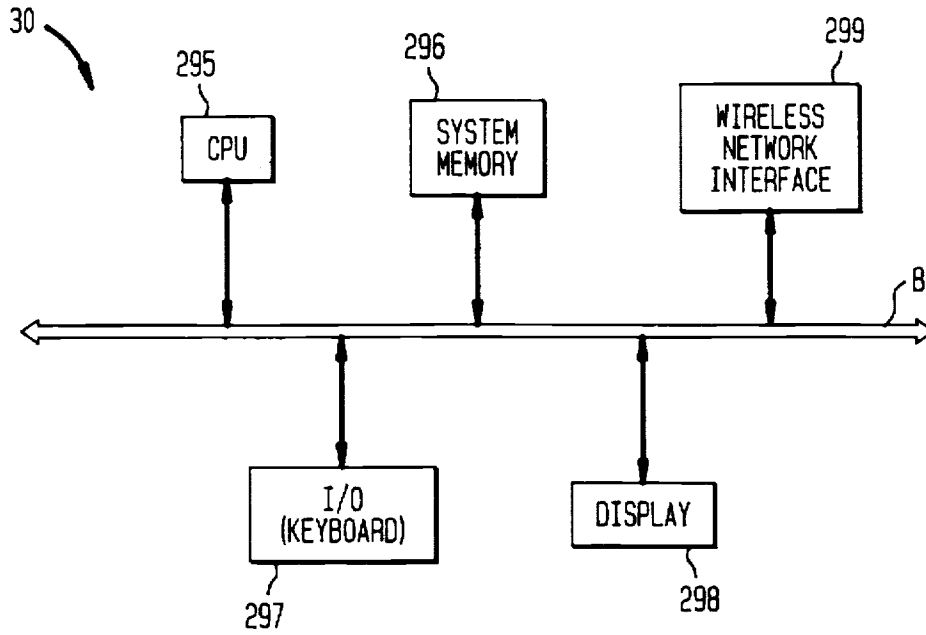 30
295
296
299
CPU
SYSTEM
MEMORY
WIRELESS
NETWORK
INTERFACE
B
I/O
(KEYBOARD)
DISPLAY
297
298